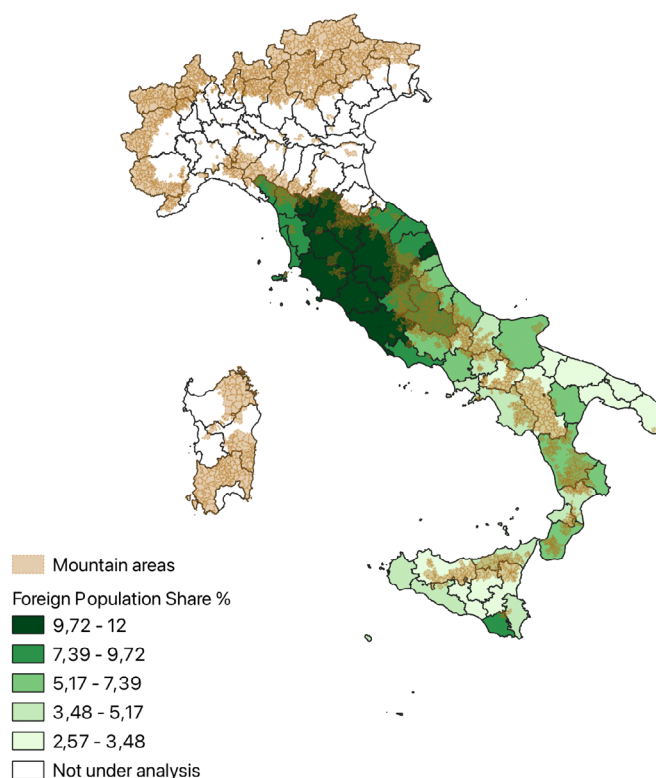 Mountain areas
Foreign Population Share %
9,72 - 12
7,39 - 9,72
5,17 - 7,39
3,48 - 5,17
2,57 - 3,48
Not under analysis